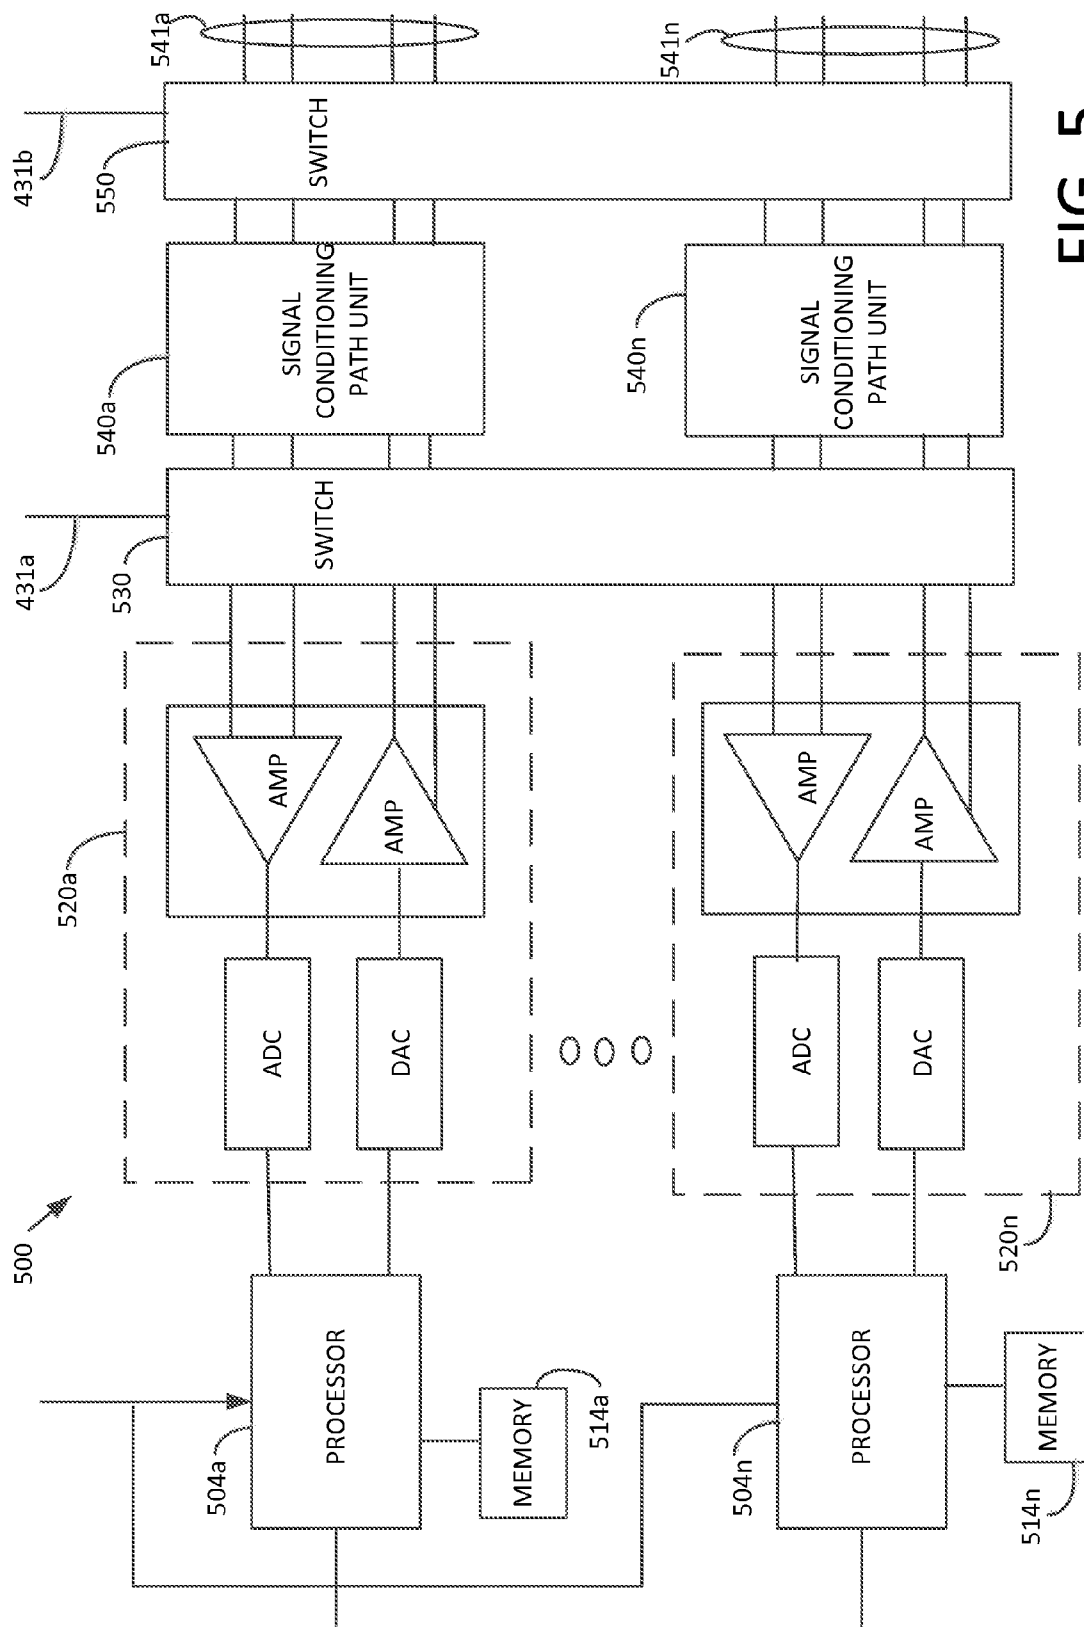 500
504a
PROCESSOR
MEMORY
514a
520a
ADC
DAC
AMP
AMP
431a
530
SWITCH
540a
SIGNAL
CONDITIONING
PATH UNIT
431b
550
SWITCH
541a
504n
PROCESSOR
MEMORY
514n
520n
ADC
DAC
AMP
AMP
540n
SIGNAL
CONDITIONING
PATH UNIT
541n
FIG. 5